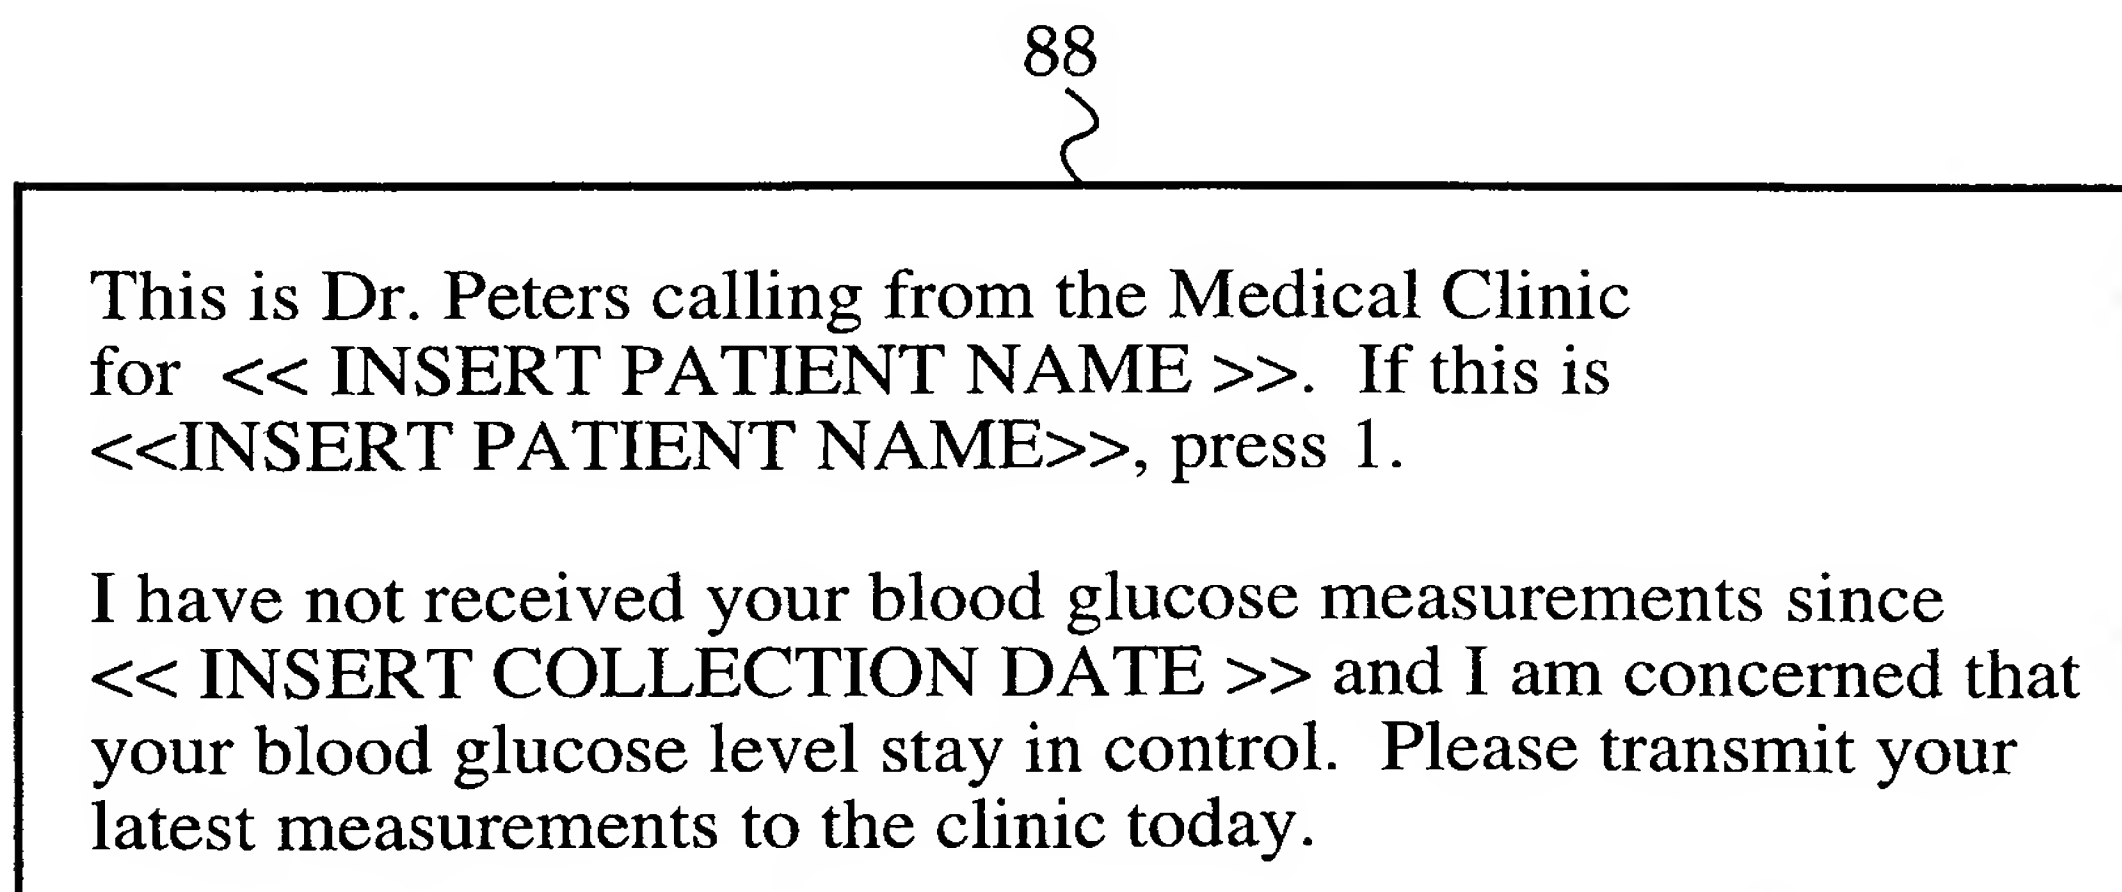 88
This is Dr. Peters calling from the Medical Clinic
for << INSERT PATIENT NAME >>. If this is
<<INSERT PATIENT NAME>>, press 1.
I have not received your blood glucose measurements since
<< INSERT COLLECTION DATE >> and I am concerned that
your blood glucose level stay in control. Please transmit your
latest measurements to the clinic today.